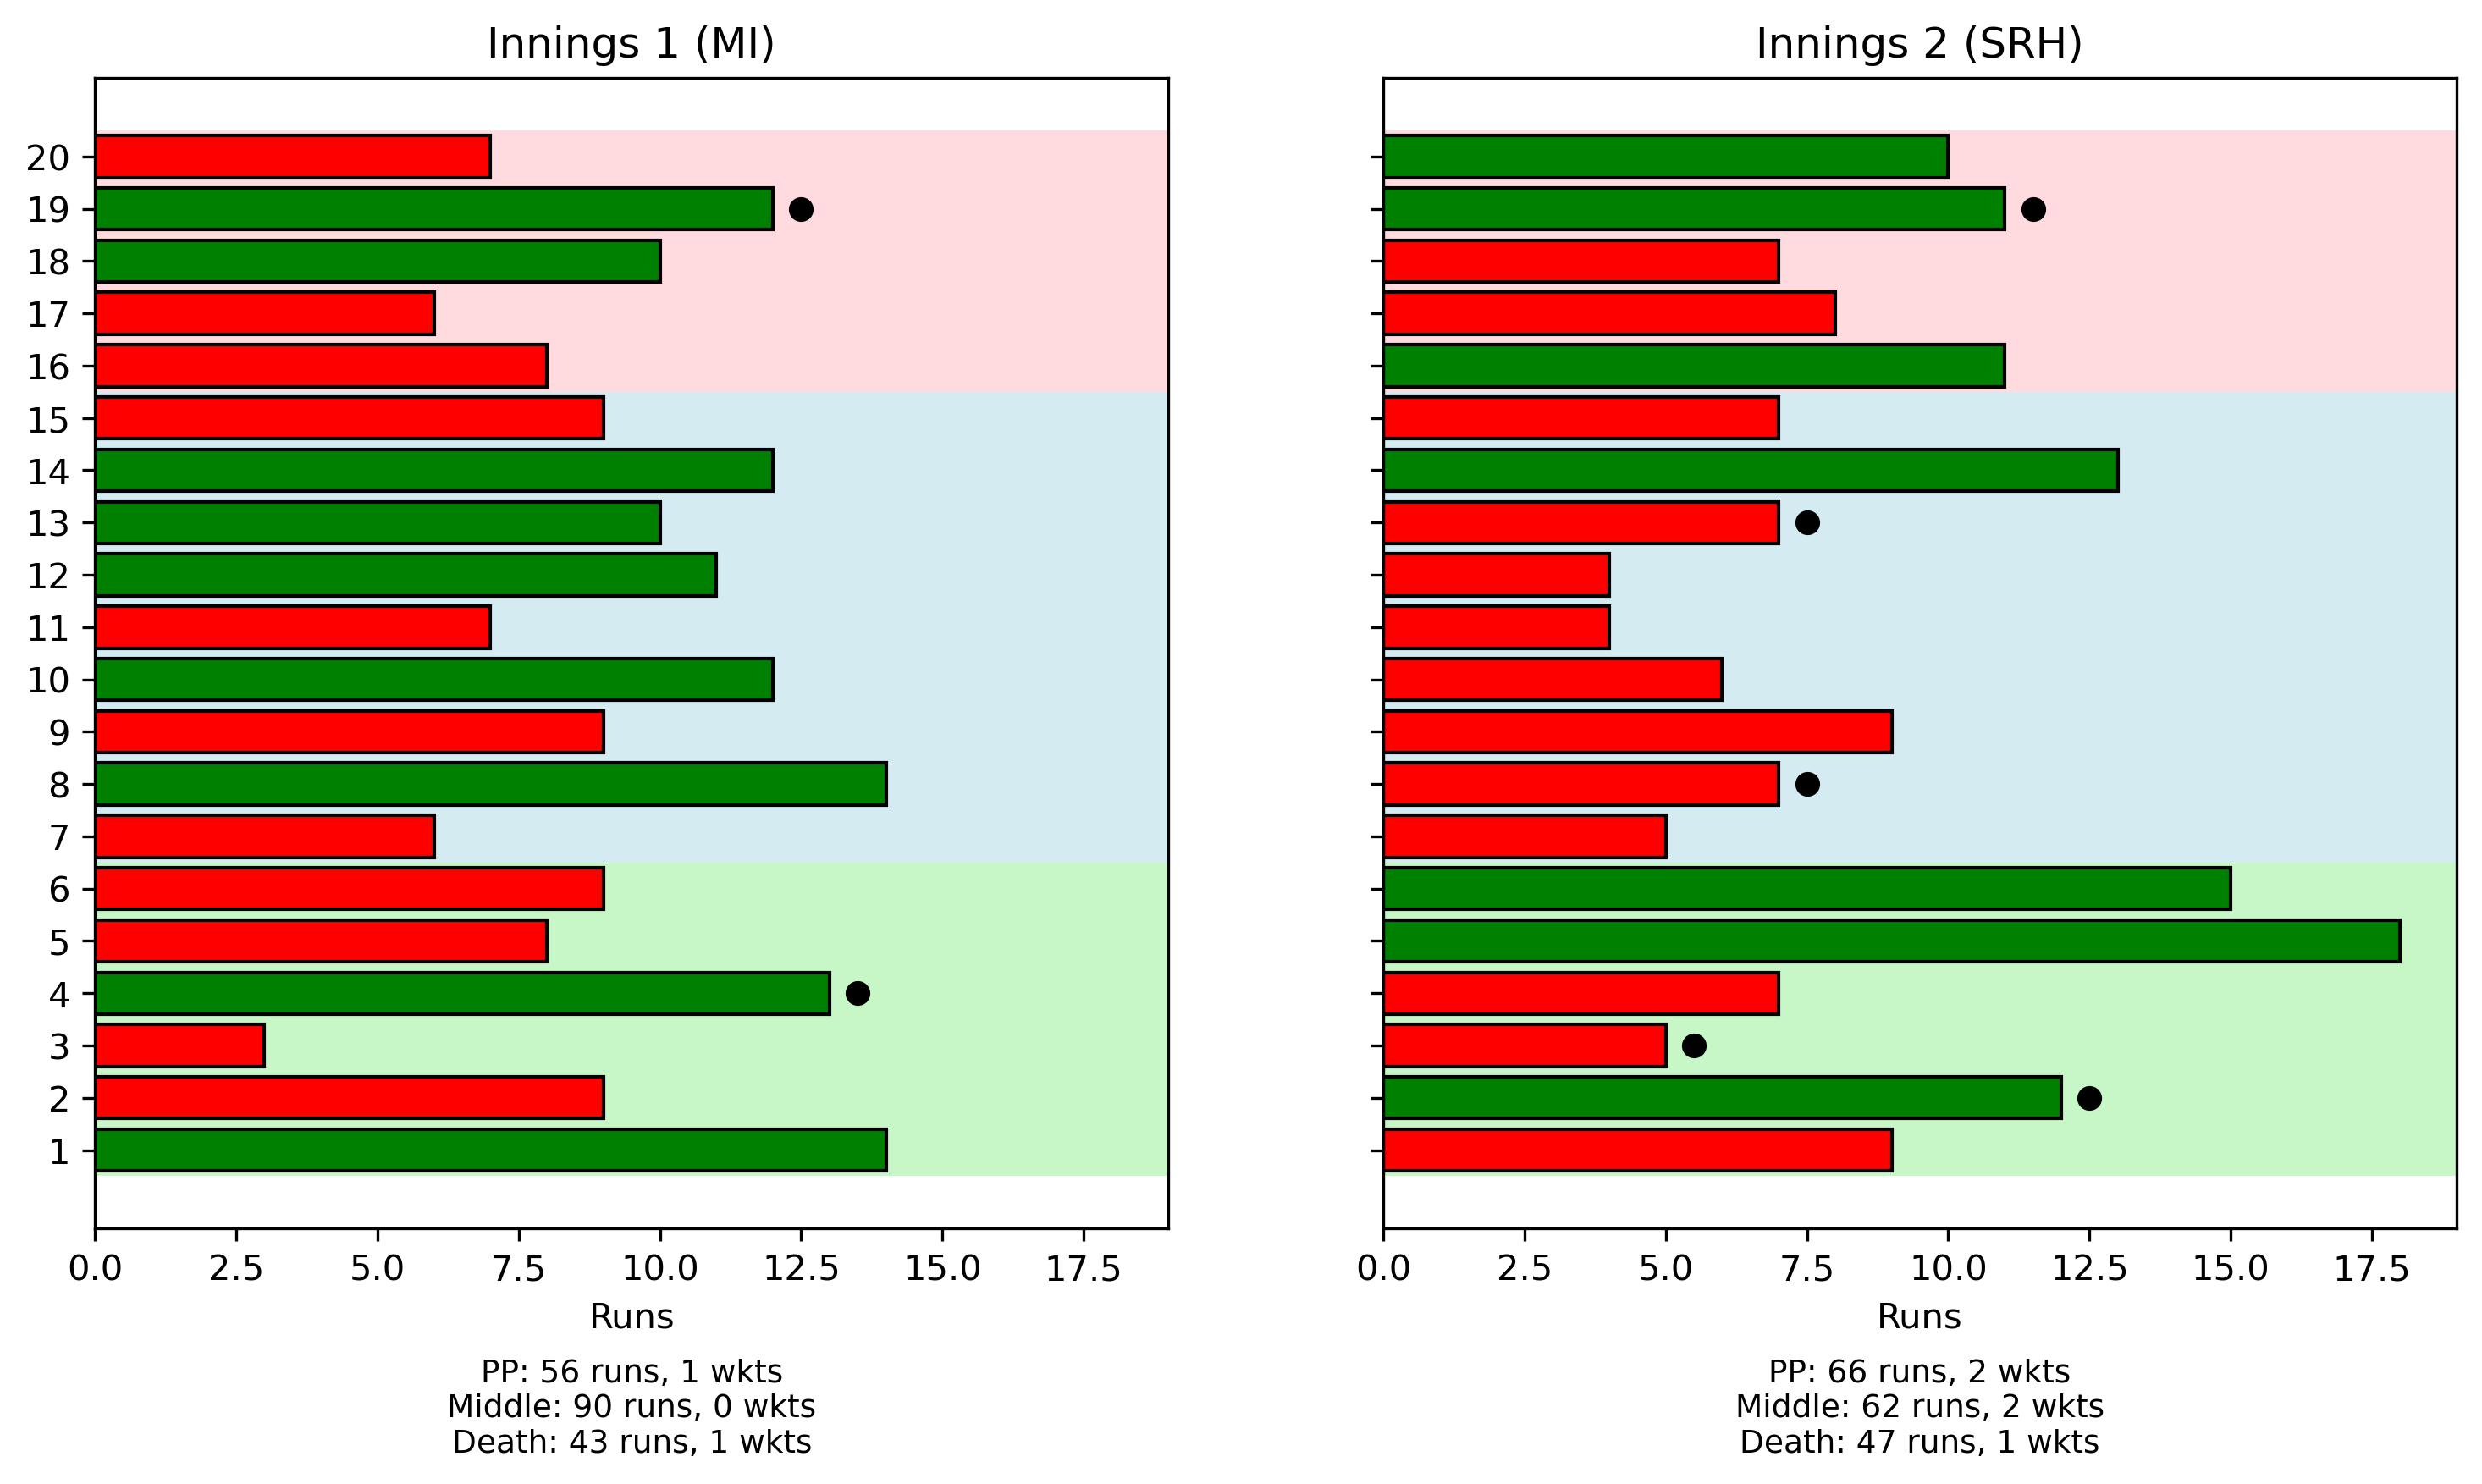 Innings 1 (MI)
20
19
18
17
16
15
14
13
12
11
10
9
8
7
6
5
4
3
2
1
0.0 2.5 5.0 7.5 10.0 12.5 15.0 17.5
Runs
PP: 56 runs, 1 wkts
Middle: 90 runs, 0 wkts
Death: 43 runs, 1 wkts
Innings 2 (SRH)
0.0 2.5 5.0 7.5 10.0 12.5 15.0 17.5
Runs
PP: 66 runs, 2 wkts
Middle: 62 runs, 2 wkts
Death: 47 runs, 1 wkts